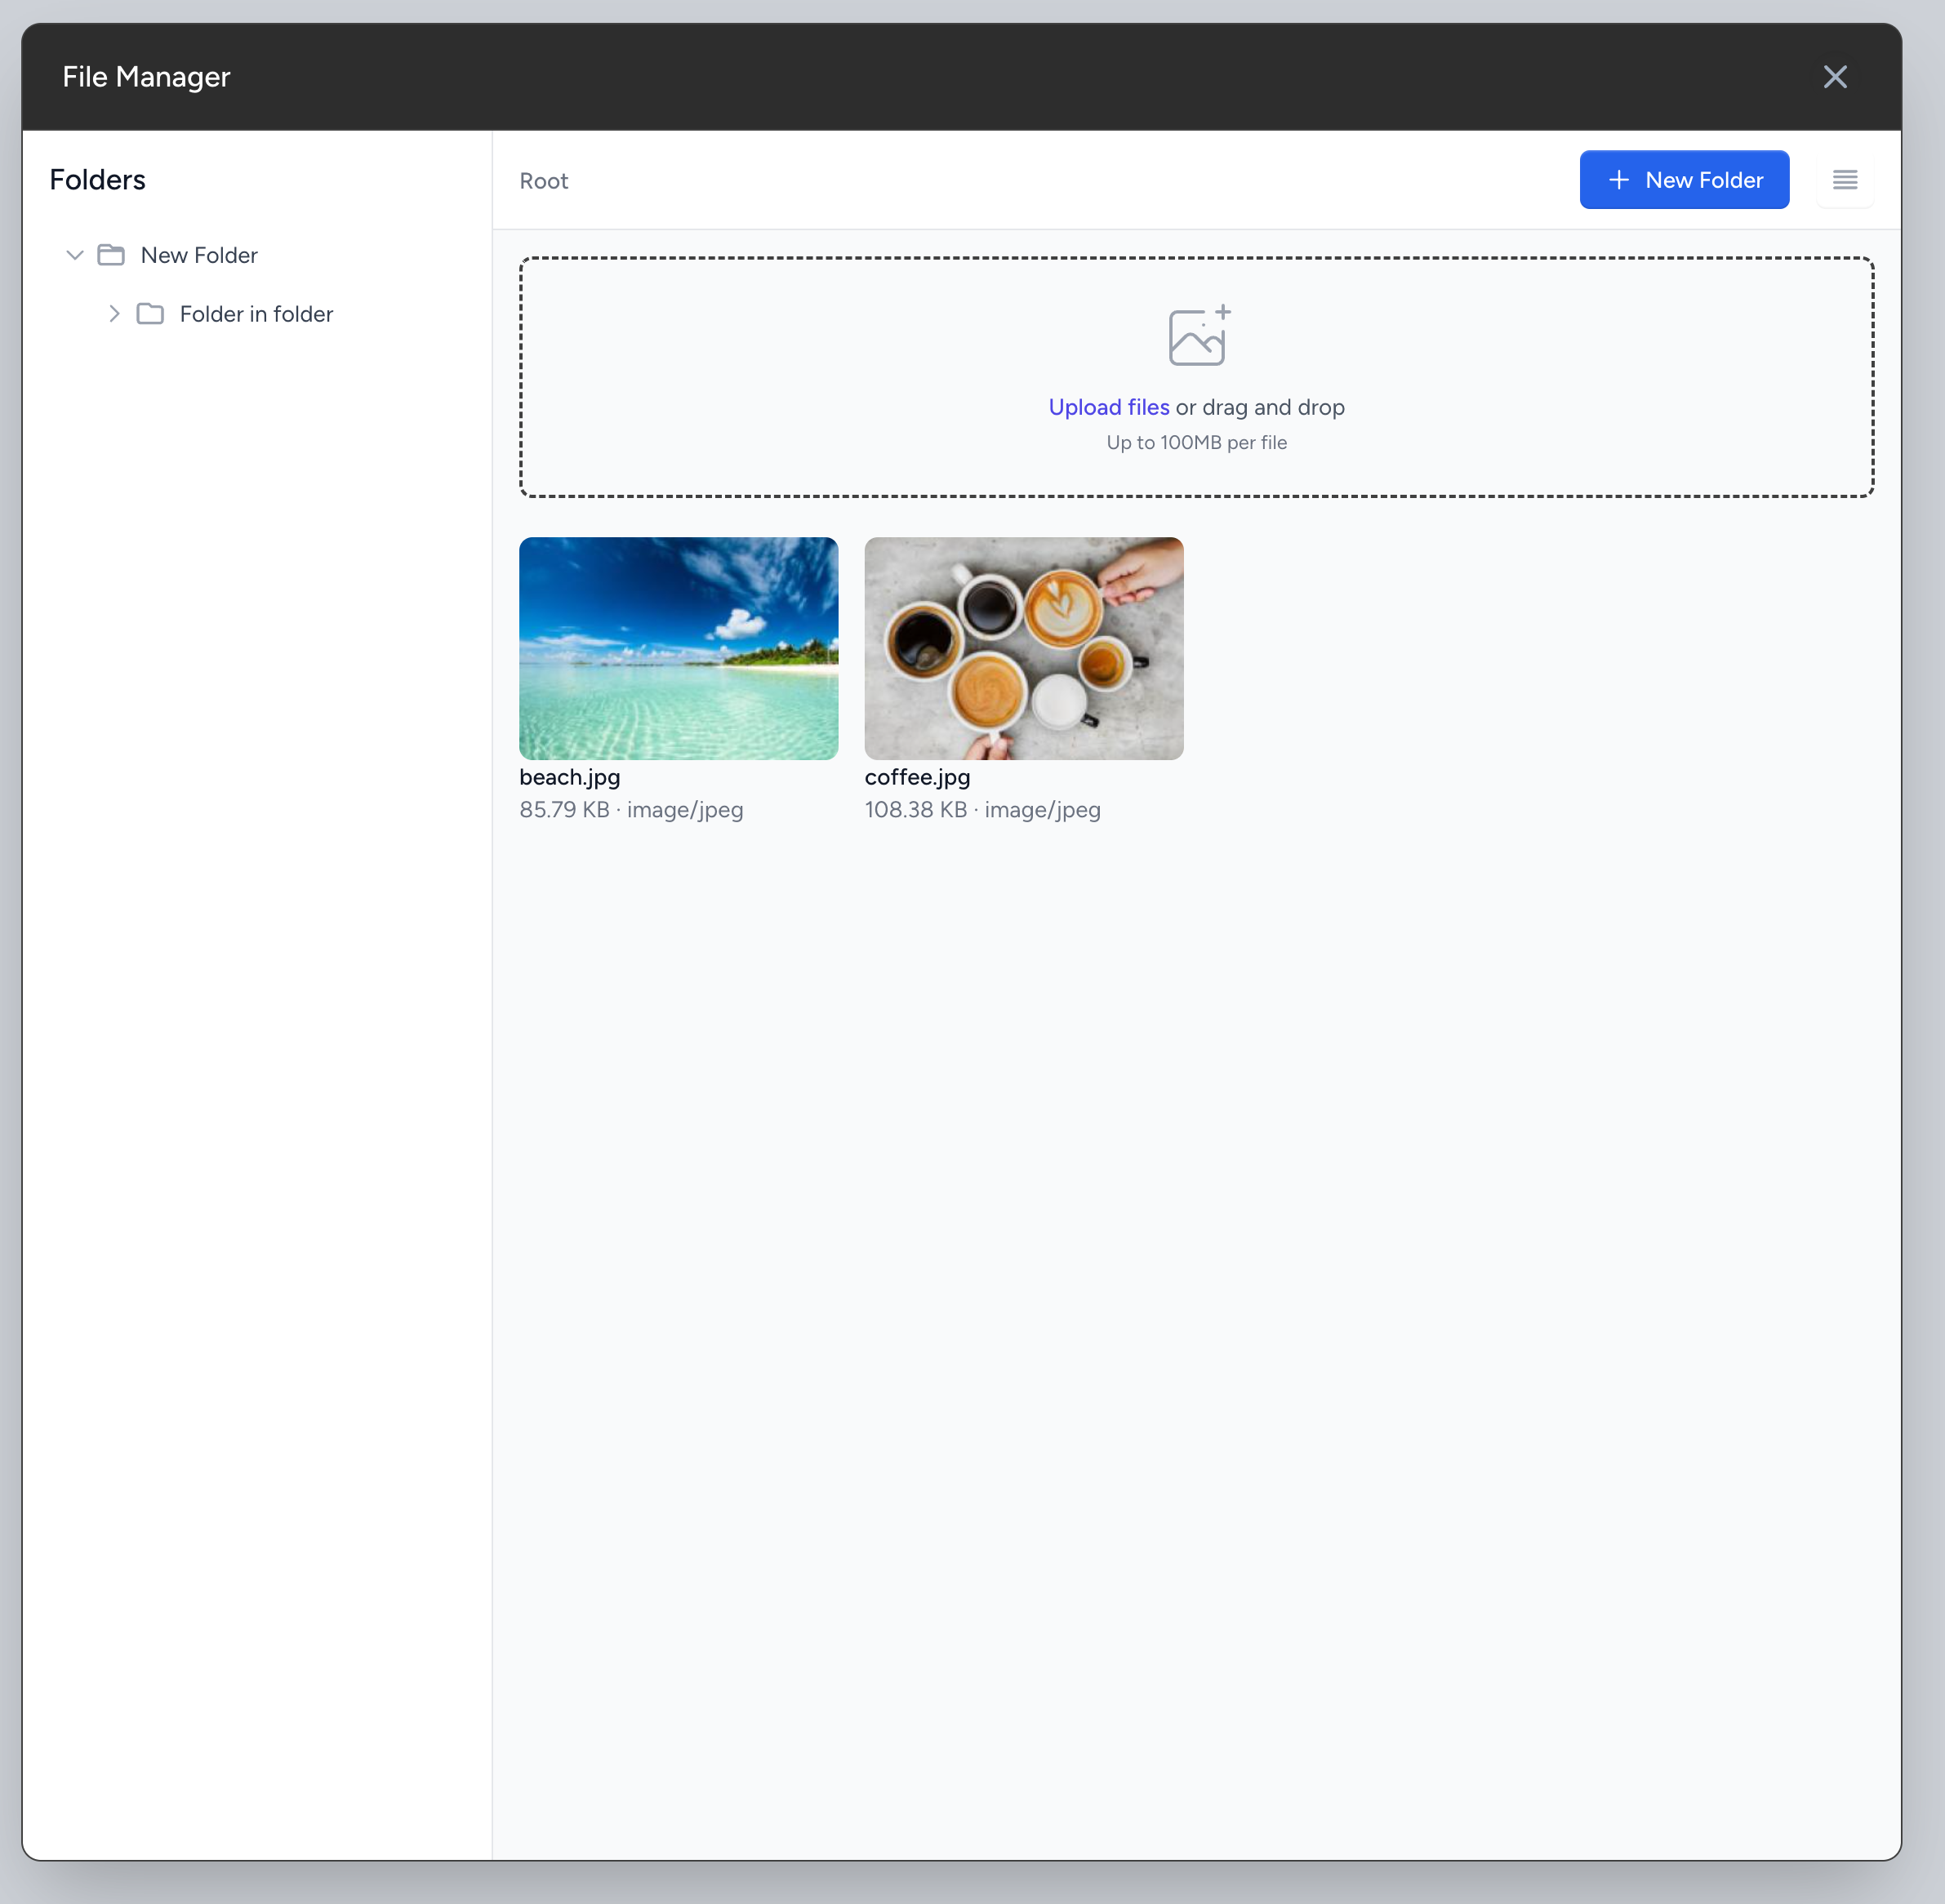 File Manager
Folders
New Folder
Folder in folder
Root
New Folder
Upload files or drag and drop
Up to 100MB per file
beach.jpg
85.79 KB · image/jpeg
coffee.jpg
108.38 KB · image/jpeg